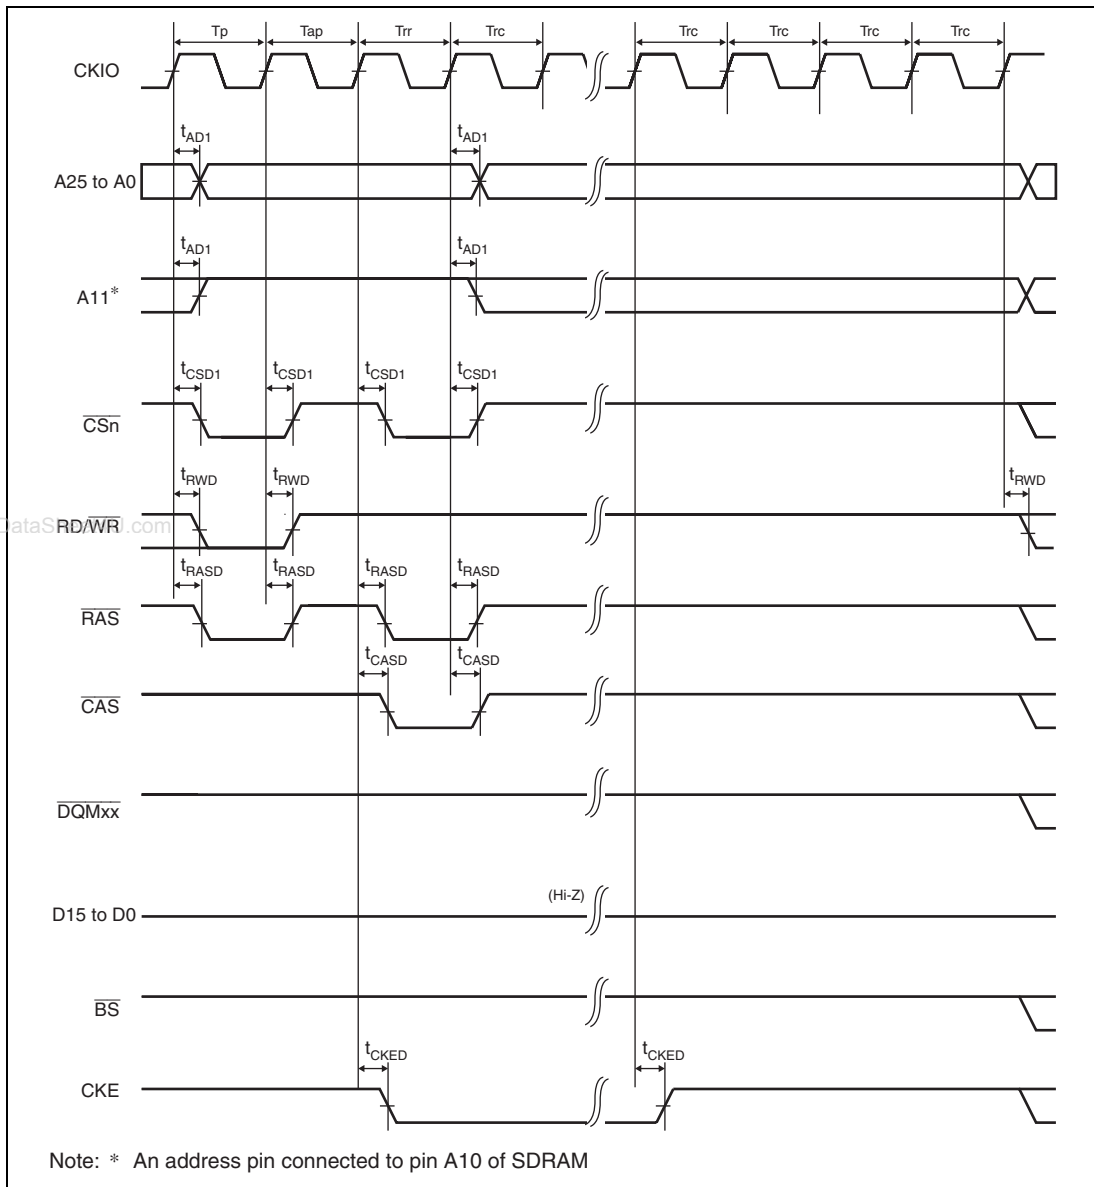 Tp Tap Trr Trc Trc Trc Trc Trc
CKIO
tAD1 tAD1
A25 to A0
tAD1 tAD1
A11*
tCSD1 tCSD1 tCSD1 tCSD1
CSn
tRWD tRWD tRWD
RD/WR
tRASD tRASD tRASD tRASD
RAS
tCASD tCASD
CAS
DQMxx
(Hi-Z)
D15 to D0
BS
tCKED tCKED
CKE
Note: * An address pin connected to pin A10 of SDRAM